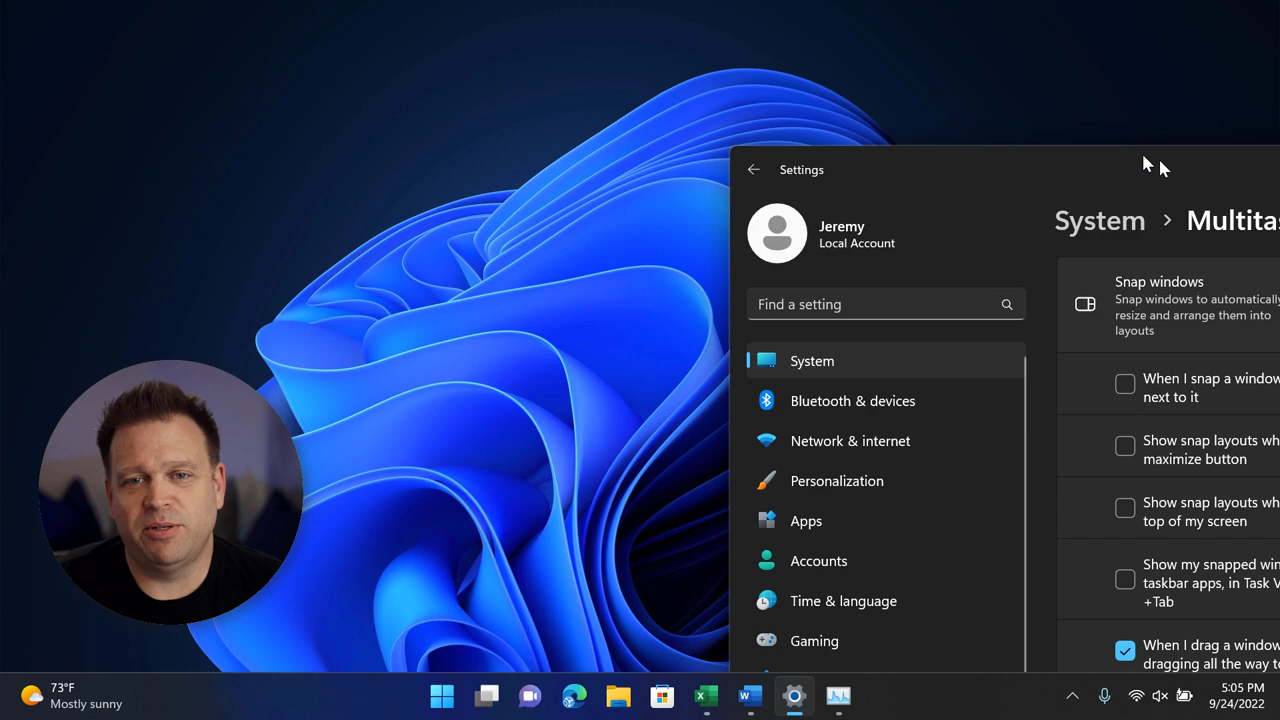 Settings
Jeremy
Local Account
Find a setting
System
Bluetooth & devices
Network & internet
Personalization
Apps
Accounts
Time & language
Gaming
System > Multitas
Snap windows
Snap windows to automatically
resize and arrange them into
layouts
When I snap a window
next to it
Show snap layouts wh
maximize button
Show snap layouts wh
top of my screen
Show my snapped win
taskbar apps, in Task V
+Tab
When I drag a window
dragging all the way to
73°F
Mostly sunny
5:05 PM
9/24/2022